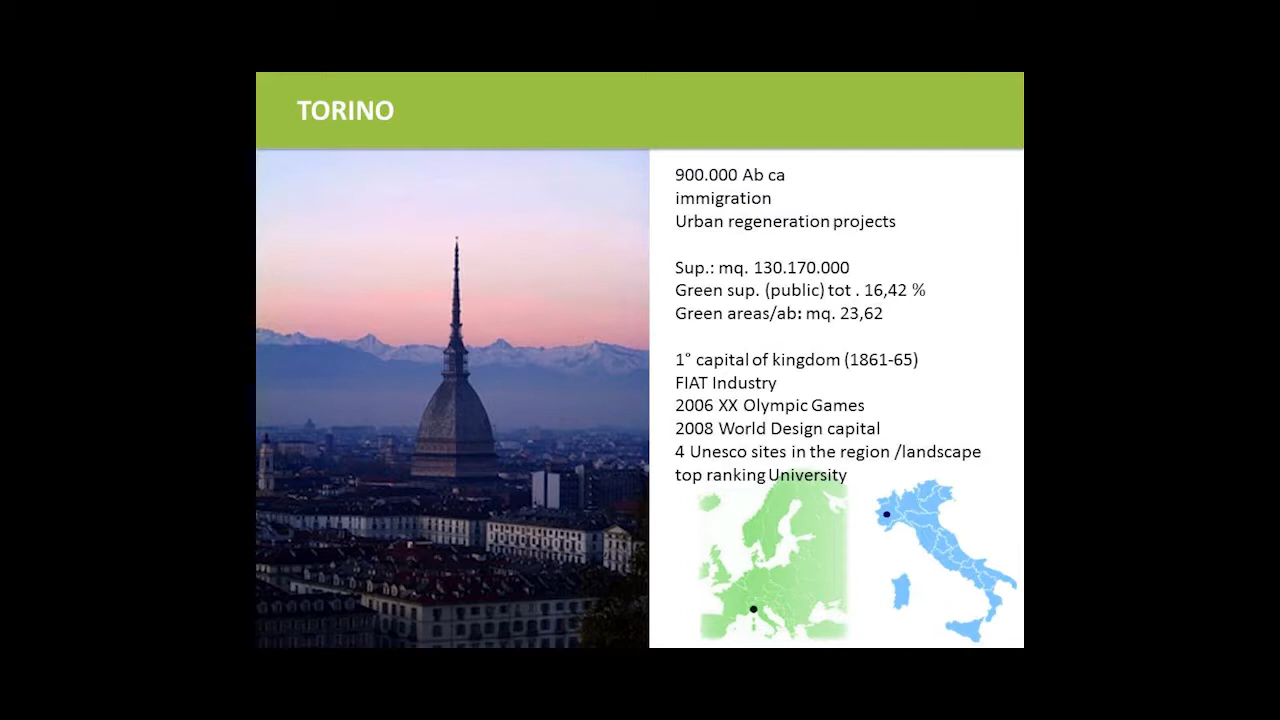 TORINO
900.000 Ab ca
immigration
Urban regeneration projects
Sup.: mq. 130.170.000
Green sup. (public) tot . 16,42 %
Green areas/ab: mq. 23,62
1° capital of kingdom (1861-65)
FIAT Industry
2006 XX Olympic Games
2008 World Design capital
4 Unesco sites in the region /landscape
top ranking University